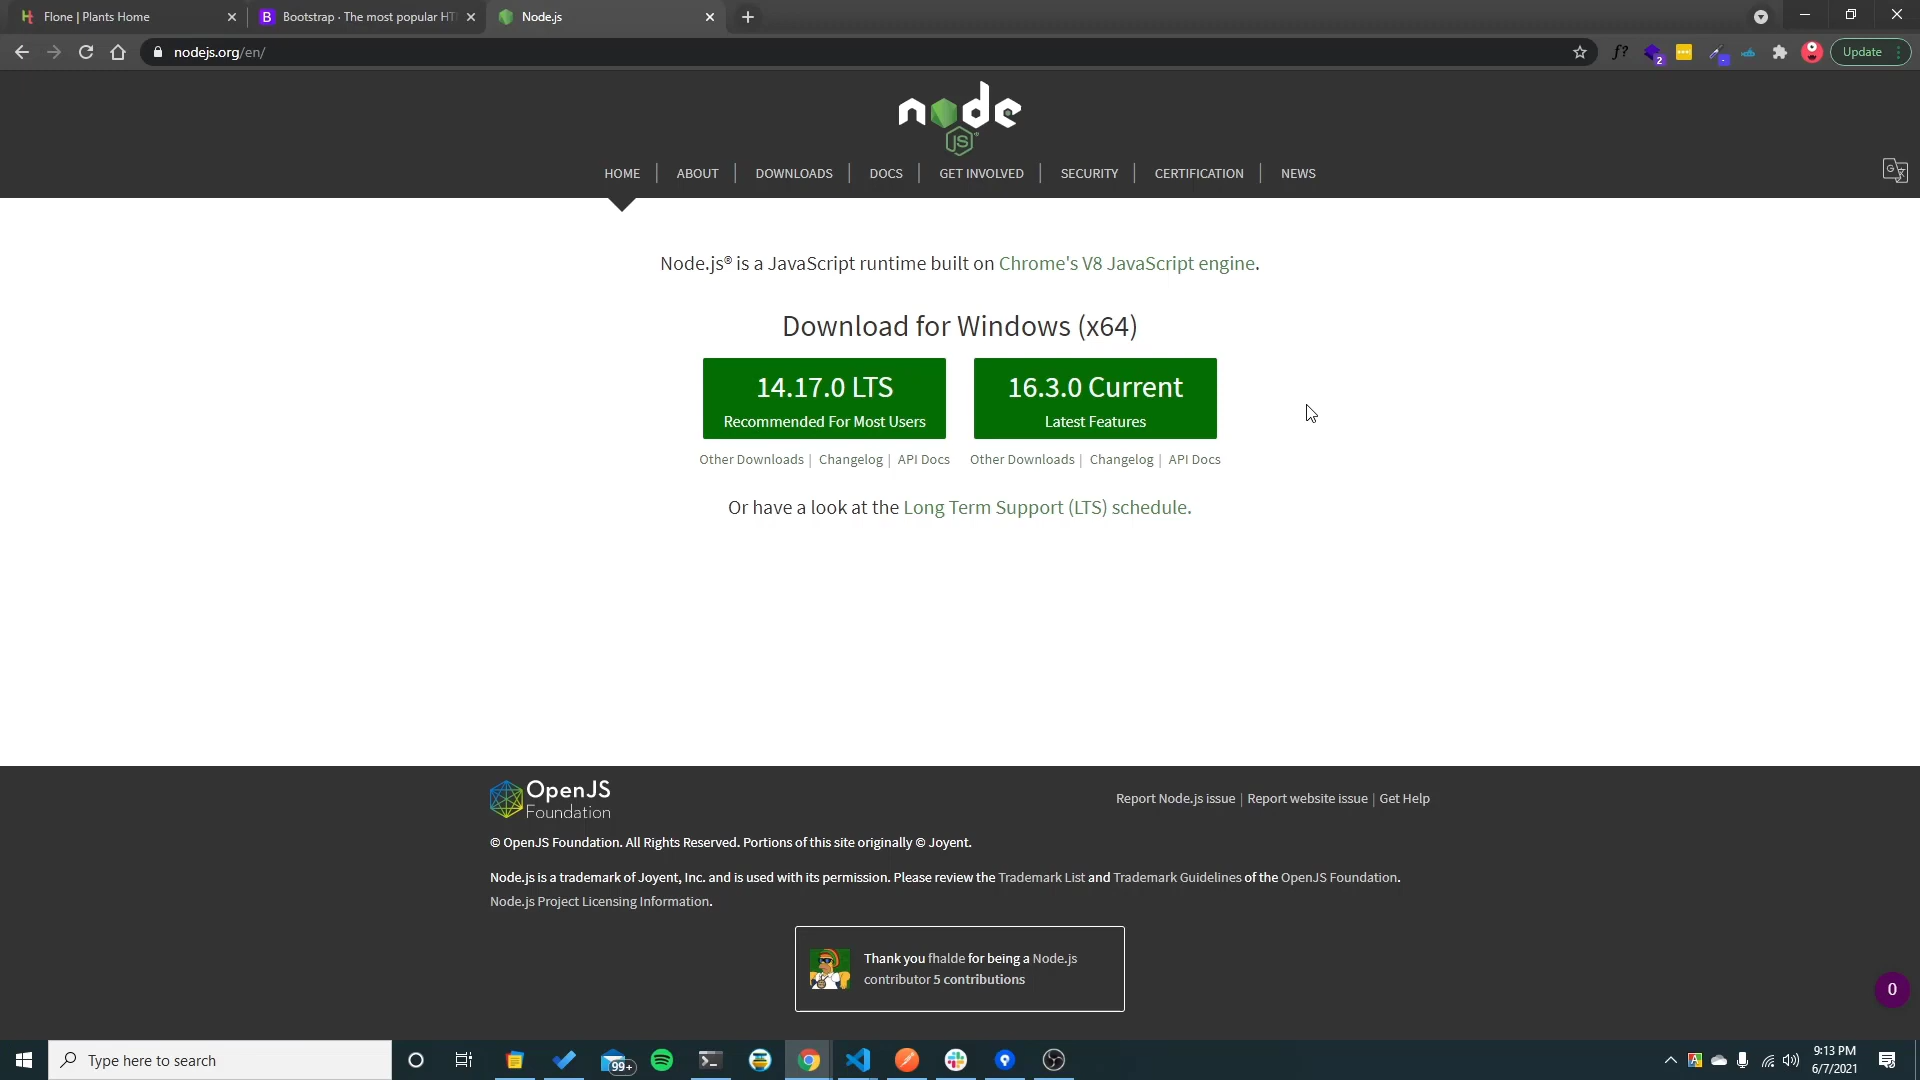 Flone | Plants Home
B Bootstrap · The most popular HT
Node.js
nodejs.org/en/
f?
2
Update
node
JS
HOME
ABOUT
DOWNLOADS
DOCS
GET INVOLVED
SECURITY
CERTIFICATION
NEWS
Node.js® is a JavaScript runtime built on Chrome's V8 JavaScript engine.
Download for Windows (x64)
14.17.0 LTS
Recommended For Most Users
16.3.0 Current
Latest Features
Other Downloads | Changelog | API Docs
Other Downloads | Changelog | API Docs
Or have a look at the Long Term Support (LTS) schedule.
OpenJS
Foundation
Report Node.js issue | Report website issue | Get Help
© OpenJS Foundation. All Rights Reserved. Portions of this site originally © Joyent.
Node.js is a trademark of Joyent, Inc. and is used with its permission. Please review the Trademark List and Trademark Guidelines of the OpenJS Foundation.
Node.js Project Licensing Information.
Thank you fhalde for being a Node.js
contributor 5 contributions
0
Type here to search
99+
A
9:13 PM
6/7/2021